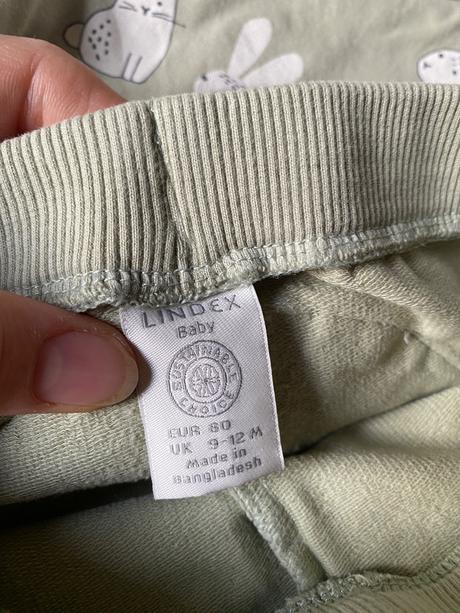 LINDEX
Baby
SUSTAINABLE
CHOICE
EUR 80
UK 9-12 M
Made in
Bangladesh